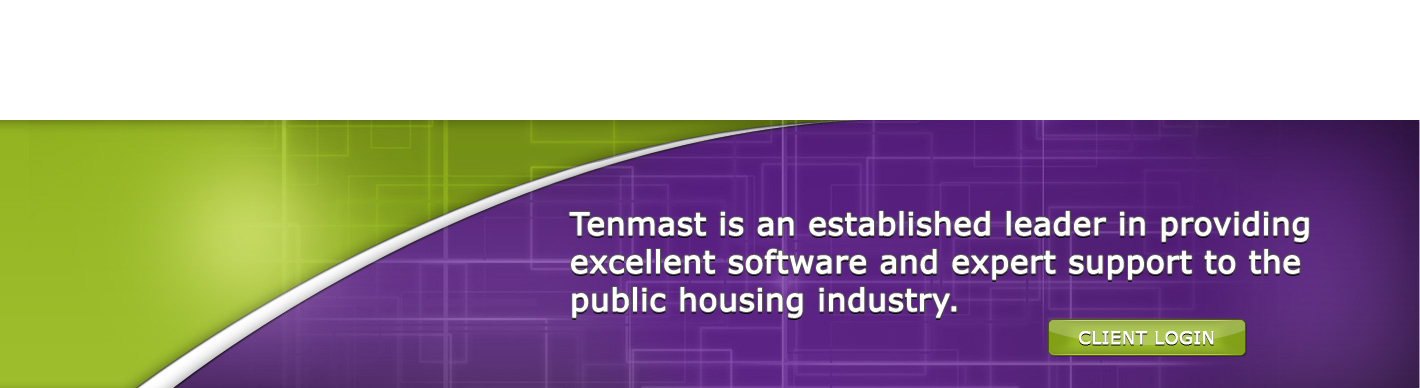 Tenmast is an established leader in providing
excellent software and expert support to the
public housing industry.
CLIENT LOGIN